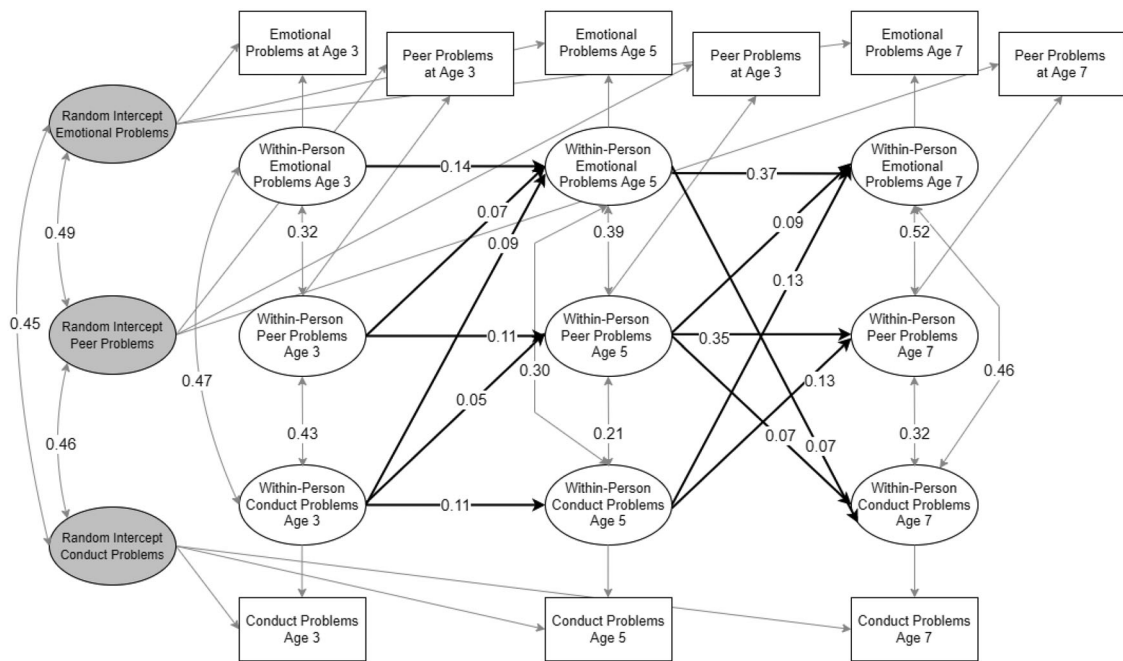 Emotional
Problems at Age 3
Peer Problems
at Age 3
Emotional
Problems Age 5
Peer Problems
at Age 3
Emotional
Problems Age 7
Peer Problems
at Age 7
Random Intercept
Emotional Problems
Within-Person
Emotional
Problems Age 3
0.14
Within-Person
Emotional
Problems Age 5
0.37
Within-Person
Emotional
Problems Age 7
0.49
0.32
0.07
0.09
0.39
0.09
0.13
0.52
0.45
Random Intercept
Peer Problems
Within-Person
Peer Problems
Age 3
0.11
Within-Person
Peer Problems
Age 5
0.35
Within-Person
Peer Problems
Age 7
0.47
0.30
0.13
0.46
0.05
0.46
0.43
0.21
0.07
0.07
0.32
Random Intercept
Conduct Problems
Within-Person
Conduct Problems
Age 3
0.11
Within-Person
Conduct Problems
Age 5
Within-Person
Conduct Problems
Age 7
Conduct Problems
Age 3
Conduct Problems
Age 5
Conduct Problems
Age 7